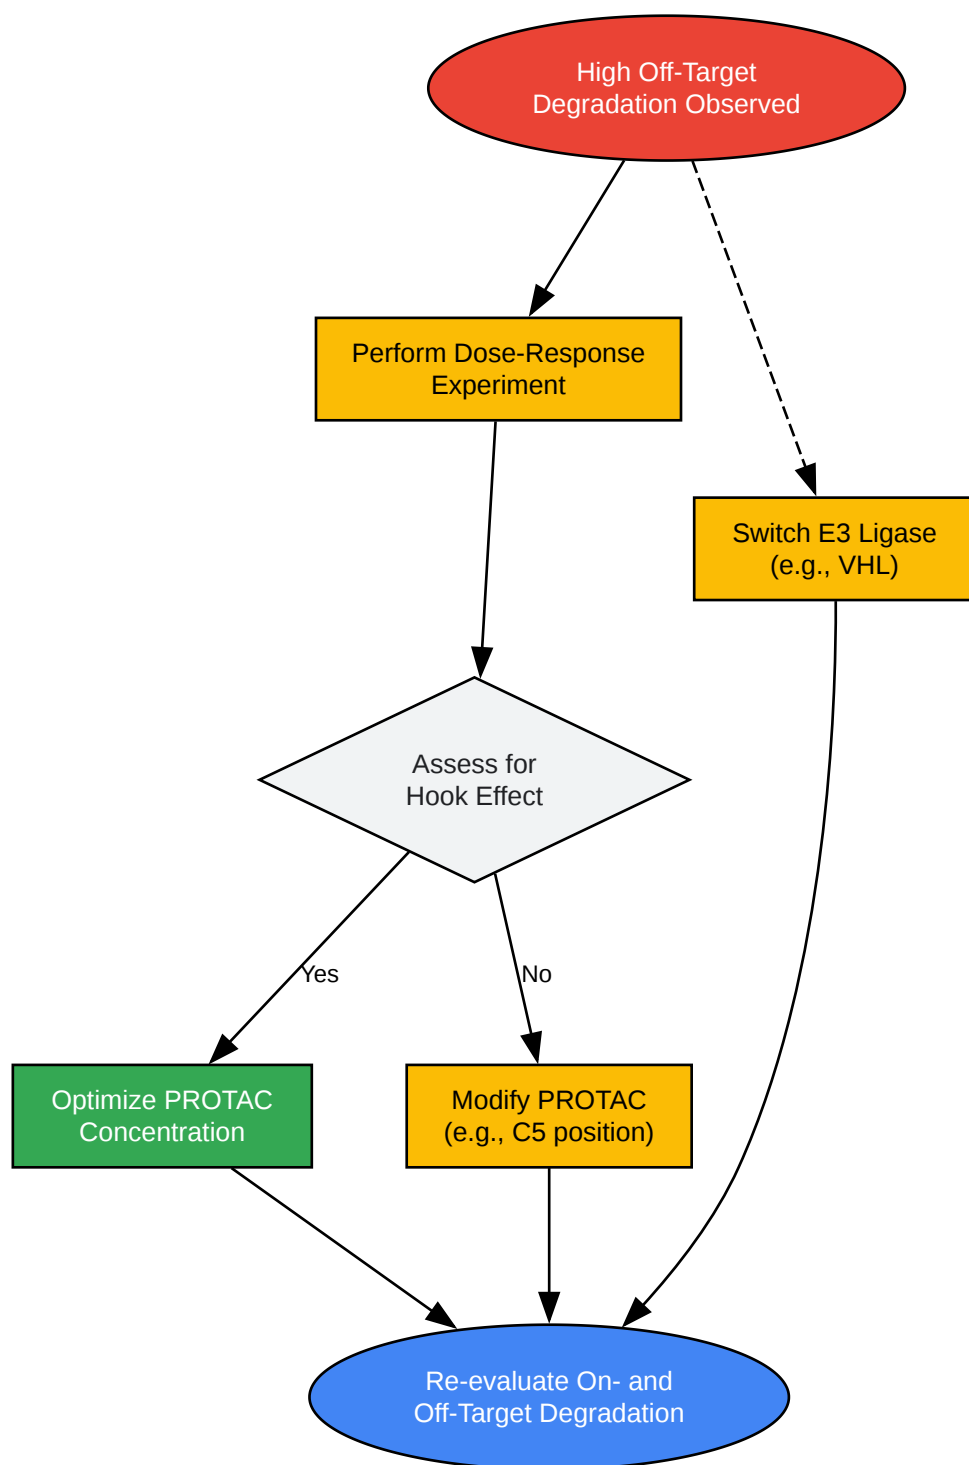 High Off-Target
Degradation Observed
Perform Dose-Response
Experiment
Switch E3 Ligase
(e.g., VHL)
Assess for
Hook Effect
Yes
No
Optimize PROTAC
Concentration
Modify PROTAC
(e.g., C5 position)
Re-evaluate On- and
Off-Target Degradation